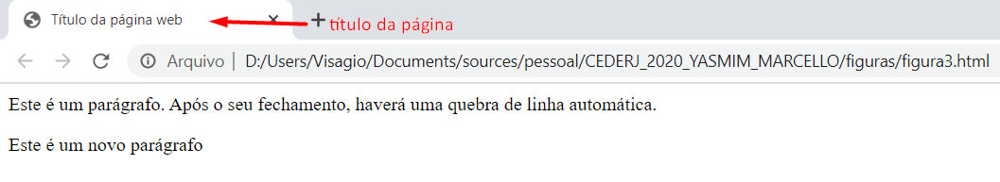 Título da página web
título da página
Arquivo | D:/Users/Visagio/Documents/sources/pessoal/CEDERJ_2020_YASMIM_MARCELLO/figuras/figura3.html
Este é um parágrafo. Após o seu fechamento, haverá uma quebra de linha automática.
Este é um novo parágrafo